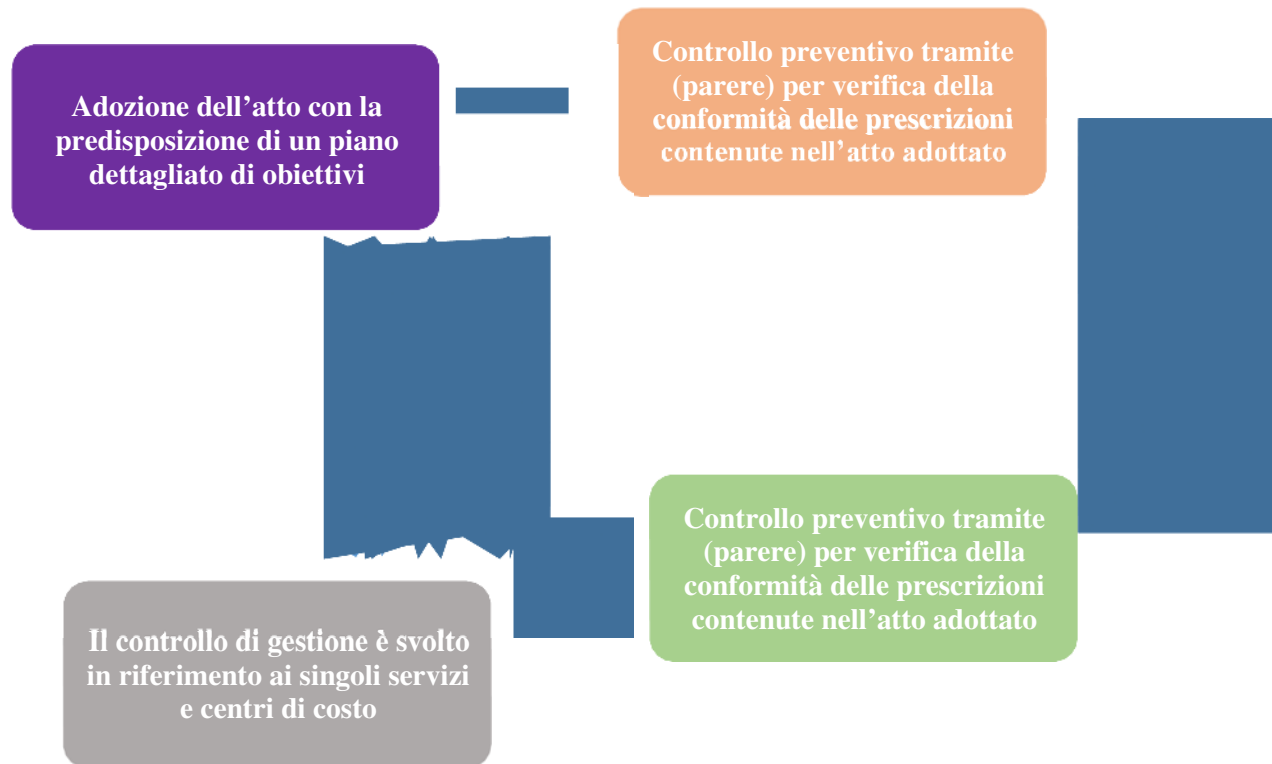 Adozione dell’atto con la
predisposizione di un piano
dettagliato di obiettivi
Controllo preventivo tramite
(parere) per verifica della
conformità delle prescrizioni
contenute nell’atto adottato
Controllo preventivo tramite
(parere) per verifica della
conformità delle prescrizioni
contenute nell’atto adottato
Il controllo di gestione è svolto
in riferimento ai singoli servizi
e centri di costo